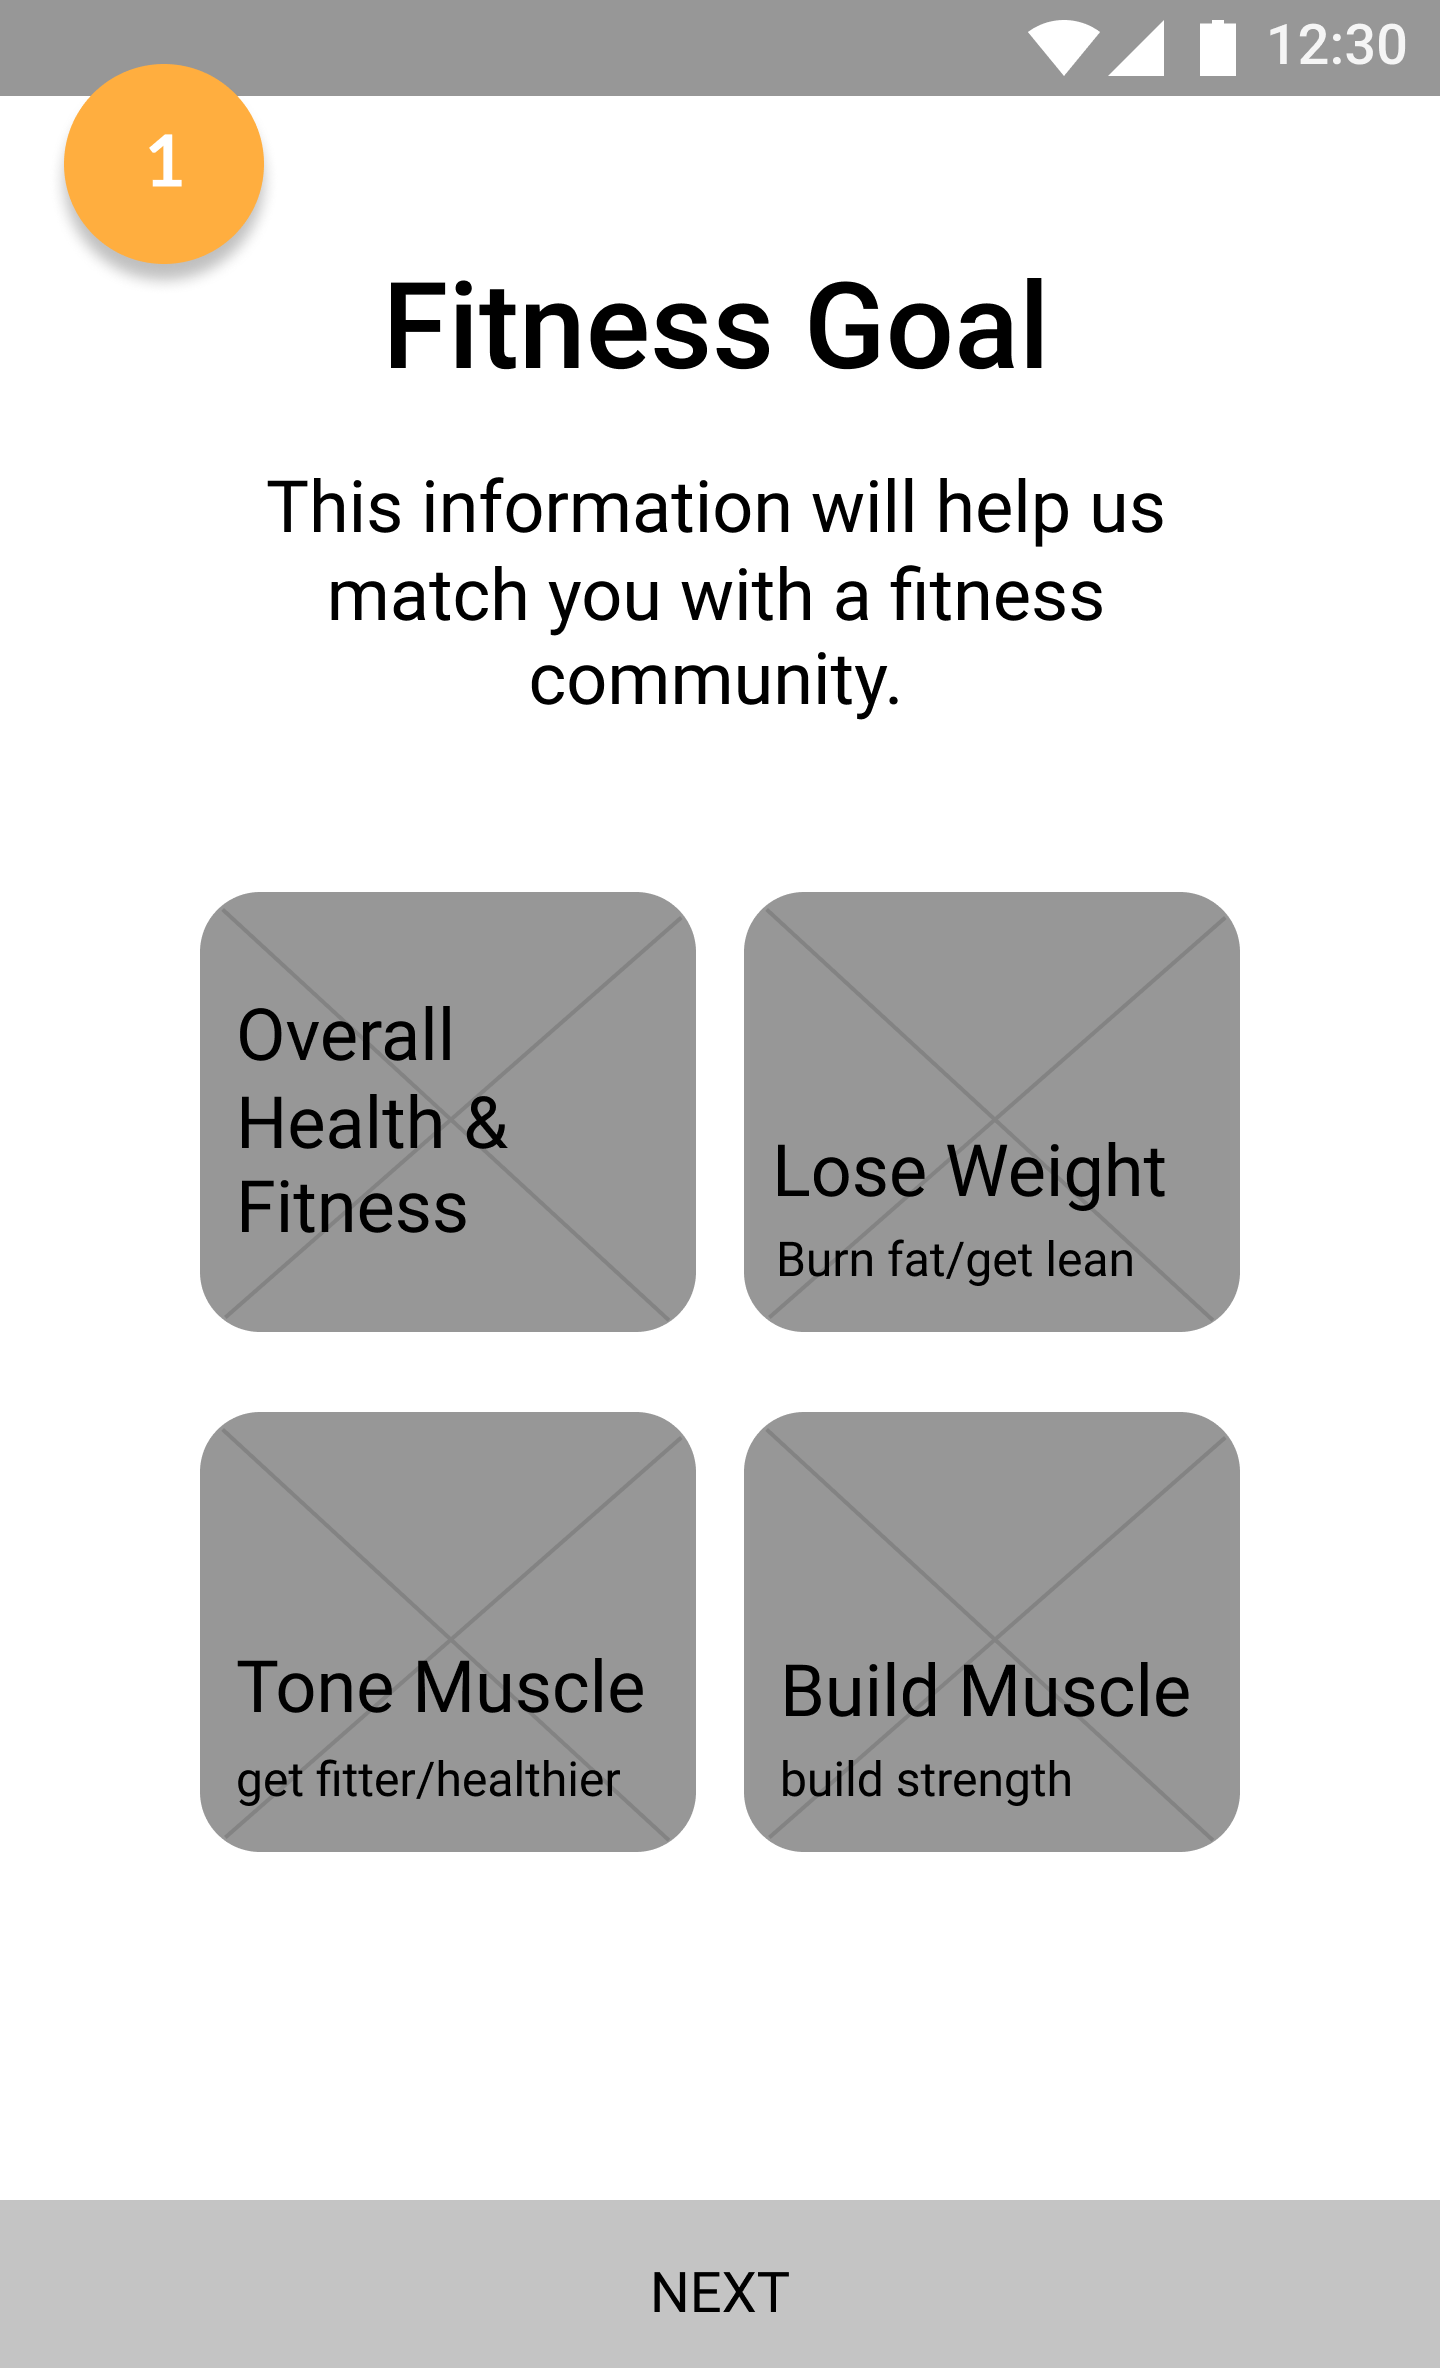 12:30
1
Fitness Goal
This information will help us
match you with a fitness
community.
Overall
Health &
Fitness
Lose Weight
Burn fat/get lean
Tone Muscle
get fitter/healthier
Build Muscle
build strength
NEXT